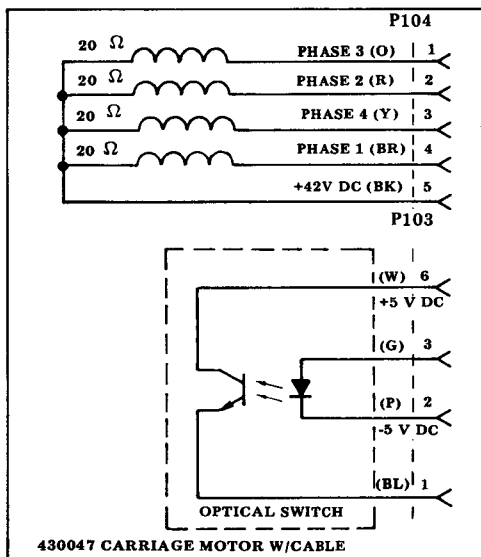 P104
20 Ω PHASE 3 (O) 1
20 Ω PHASE 2 (R) 2
20 Ω PHASE 4 (Y) 3
20 Ω PHASE 1 (BR) 4
+42V DC (BK) 5
P103
(W) 6
+5 V DC
(G) 3
(P) 2
-5 V DC
(BL) 1
OPTICAL SWITCH
430047 CARRIAGE MOTOR W/CABLE